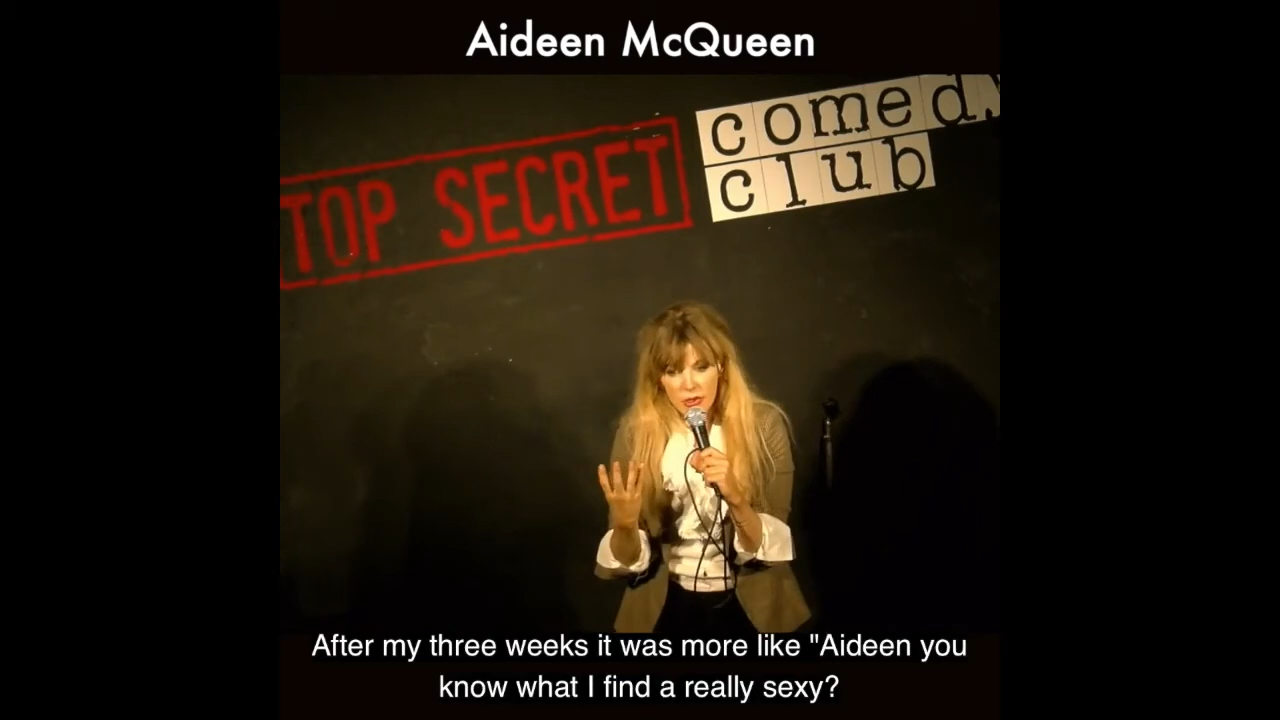 Aideen McQueen
TOP SECRET
comedy
club
After my three weeks it was more like "Aideen you
know what I find a really sexy?